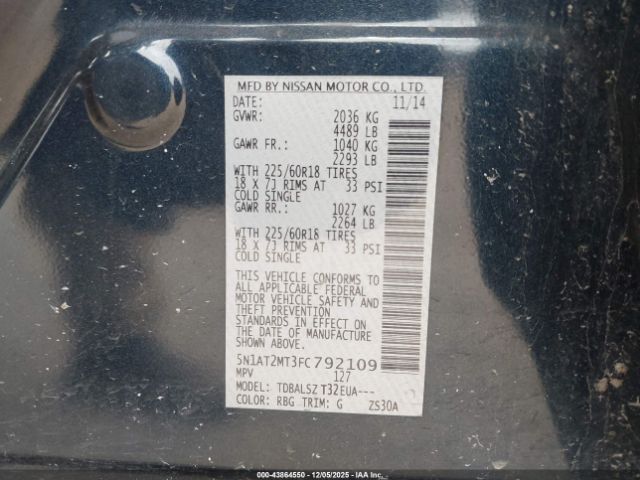 MFD BY NISSAN MOTOR CO., LTD.
DATE: 11/14
GVWR: 2036 KG
4489 LB
GAWR FR.: 1040 KG
2293 LB
WITH 225/60R18 TIRES
18 X 7J RIMS AT 33 PSI
COLD SINGLE
GAWR RR.: 1027 KG
2264 LB
WITH 225/60R18 TIRES
18 X 7J RIMS AT 33 PSI
COLD SINGLE
THIS VEHICLE CONFORMS TO
ALL APPLICABLE FEDERAL
MOTOR VEHICLE SAFETY AND
THEFT PREVENTION
STANDARDS IN EFFECT ON
THE DATE OF MANUFACTURE
SHOWN ABOVE.
5N1AT2MT3FC792109
MPV 127
MODEL: TDBALSZ T32EUA---
COLOR: RBG TRIM: G ZS30A
000-43864550 - 12/05/2025 - IAA Inc.